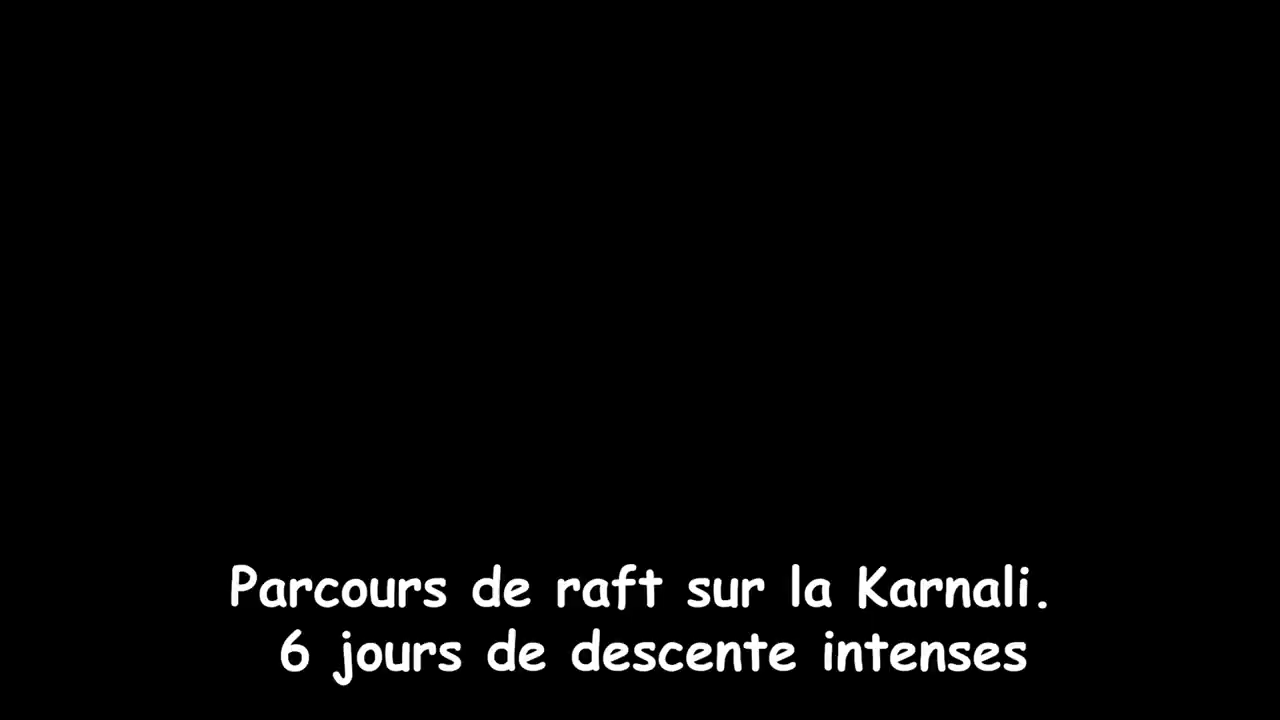 Parcours de raft sur la Karnali.
6 jours de descente intenses